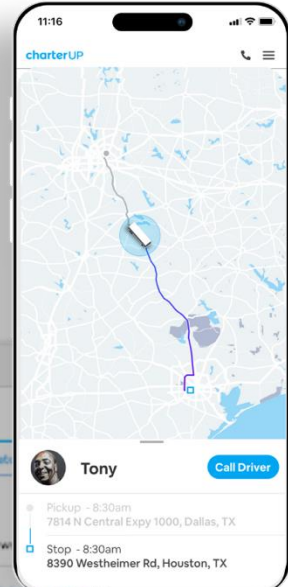 11:16
charterUP
Tony
Call Driver
Pickup - 8:30am
7814 N Central Expy 1000, Dallas, TX
Stop - 8:30am
8390 Westheimer Rd, Houston, TX